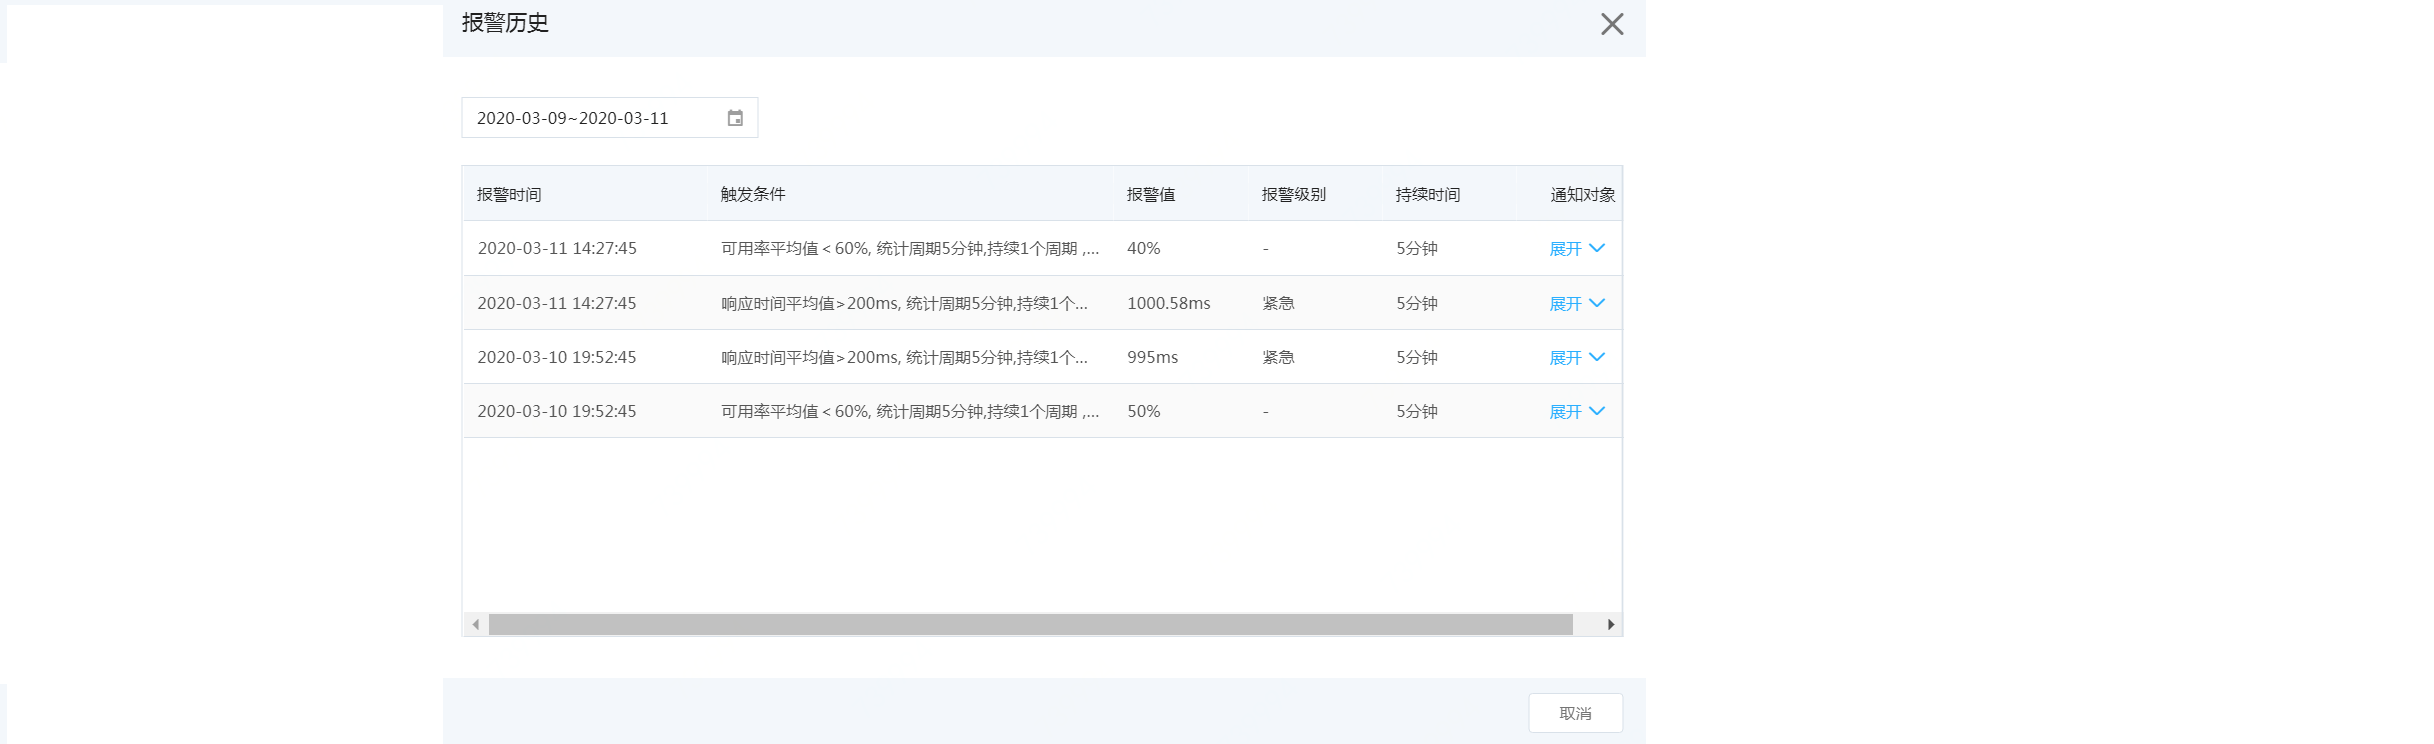 报警历史
2020-03-09~2020-03-11
报警时间 触发条件 报警值 报警级别 持续时间 通知对象
2020-03-11 14:27:45 可用率平均值 < 60%, 统计周期5分钟,持续1个周期 ,... 40% - 5分钟 展开
2020-03-11 14:27:45 响应时间平均值>200ms, 统计周期5分钟,持续1个... 1000.58ms 紧急 5分钟 展开
2020-03-10 19:52:45 响应时间平均值>200ms, 统计周期5分钟,持续1个... 995ms 紧急 5分钟 展开
2020-03-10 19:52:45 可用率平均值 < 60%, 统计周期5分钟,持续1个周期 ,... 50% - 5分钟 展开
取消